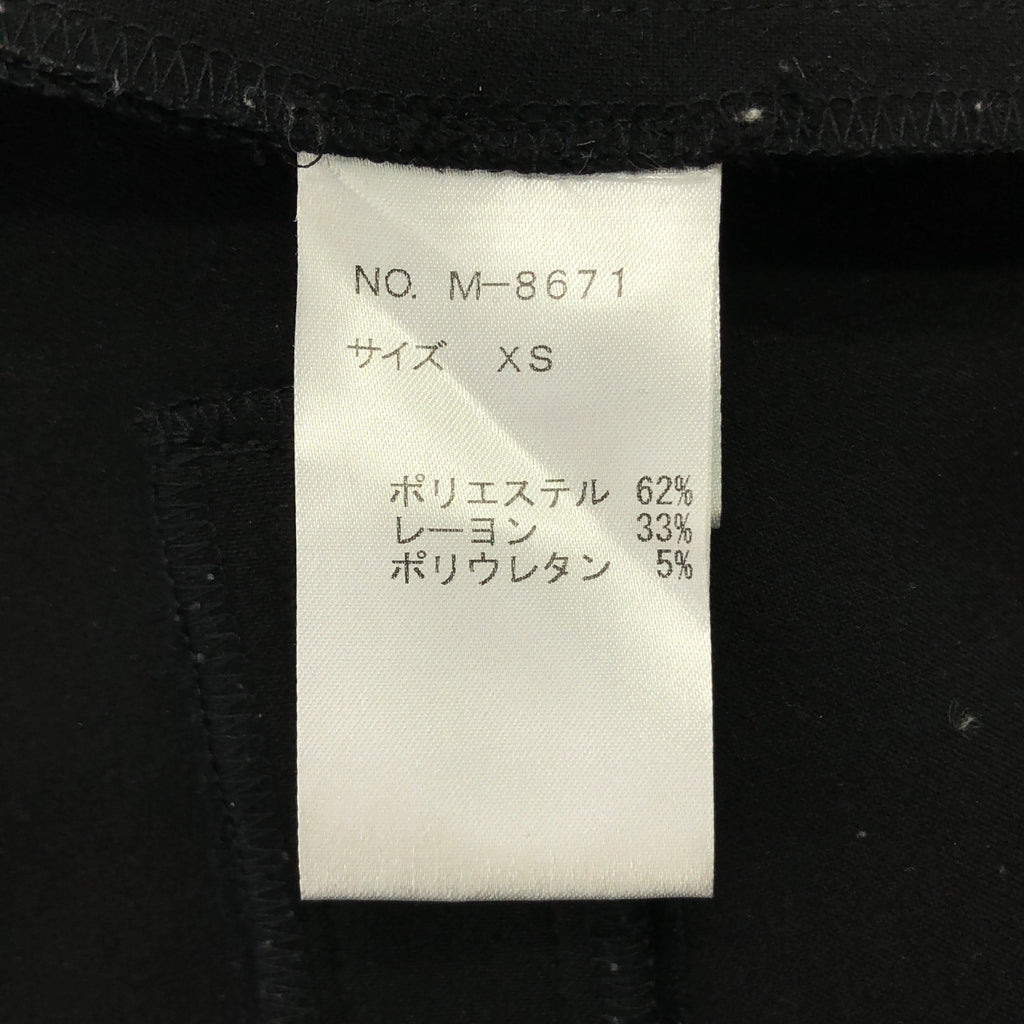 NO. M-8671
サイズ XS
ポリエステル 62%
レーヨン 33%
ポリウレタン 5%